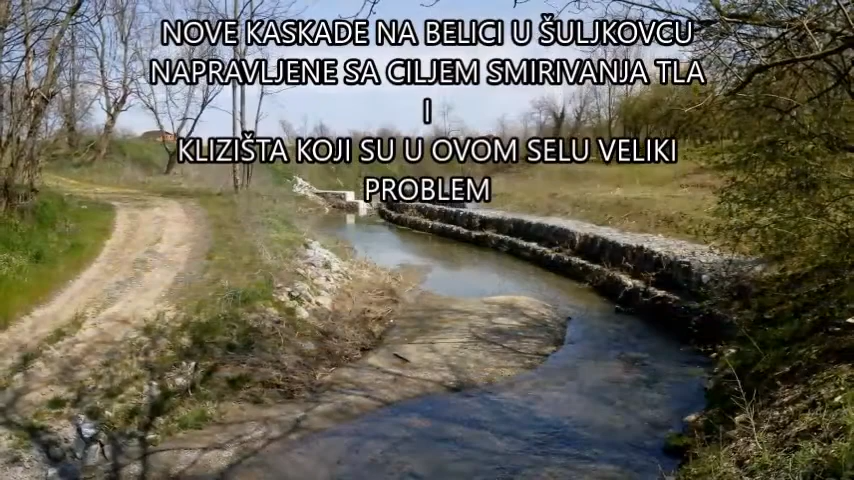 NOVE KASKADE NA BELICI U ŠULJKOVCU
NAPRAVLJENE SA CILJEM SMIRIVANJA TLA
I
KLIZIŠTA KOJI SU U OVOM SELU VELIKI
PROBLEM